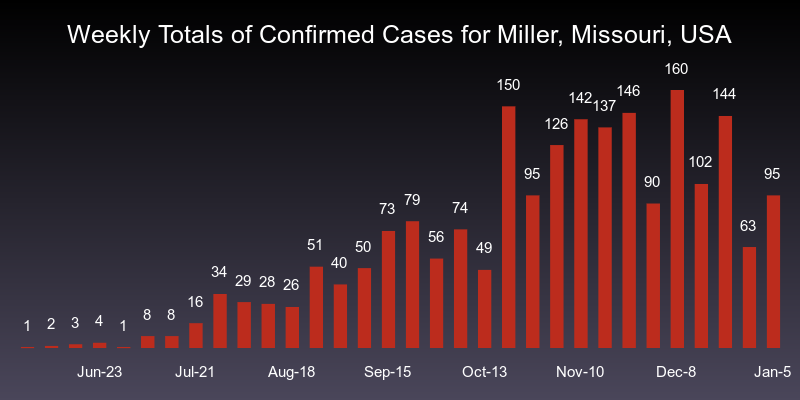 Weekly Totals of Confirmed Cases for Miller, Missouri, USA
1 2 3 4 1 8 8 16 34 29 28 26 51 40 50 73 79 56 74 49 150 95 126 142 137 146 90 160 102 144 63 95
Jun-23 Jul-21 Aug-18 Sep-15 Oct-13 Nov-10 Dec-8 Jan-5